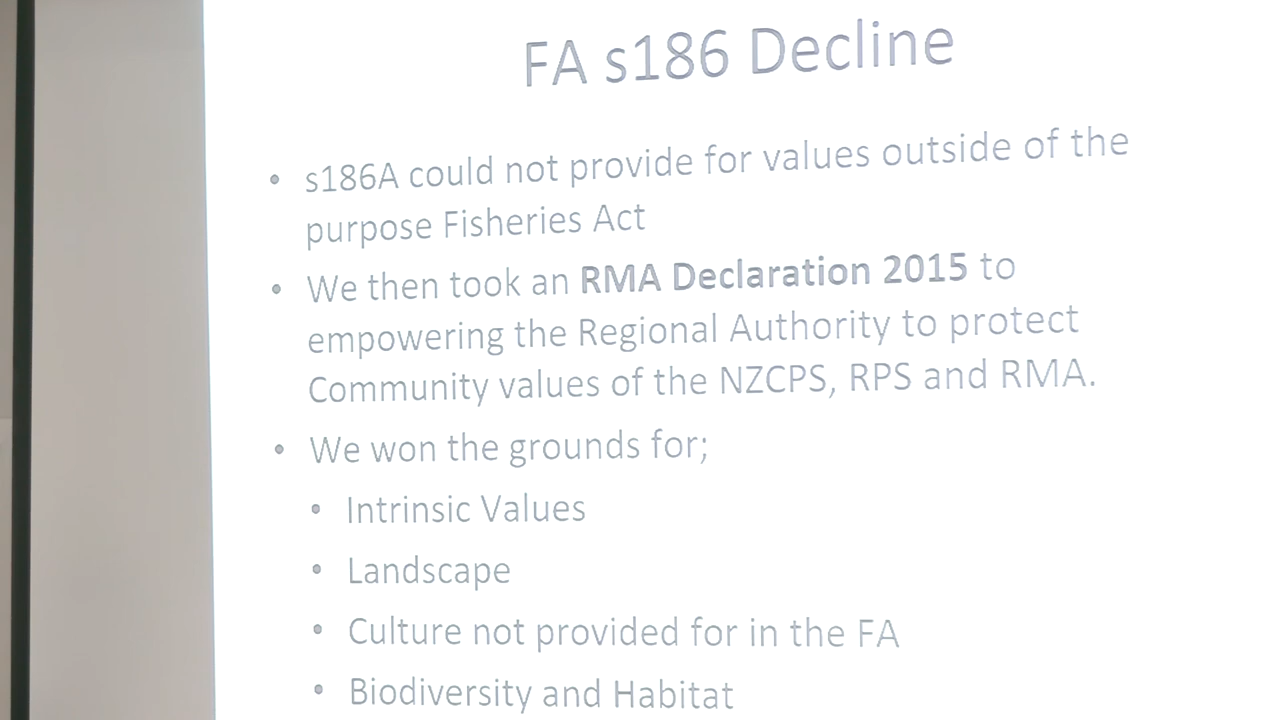 FA s186 Decline
• s186A could not provide for values outside of the
purpose Fisheries Act
• We then took an RMA Declaration 2015 to
empowering the Regional Authority to protect
Community values of the NZCPS, RPS and RMA.
• We won the grounds for;
• Intrinsic Values
• Landscape
• Culture not provided for in the FA
• Biodiversity and Habitat